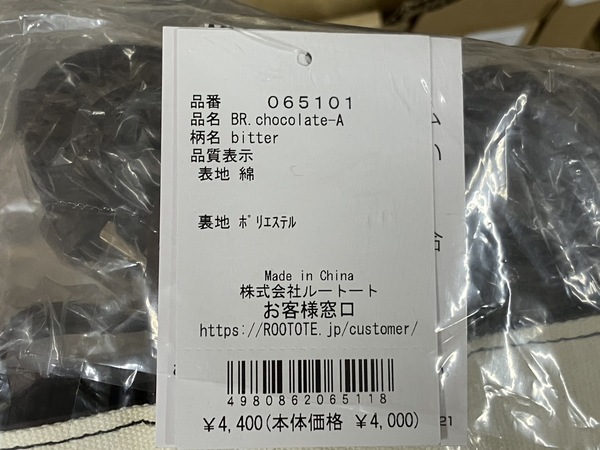 品番 065101
品名 BR.chocolate-A
柄名 bitter
品質表示
表地 綿
裏地 ポリエステル
Made in China
株式会社ルートート
お客様窓口
https://ROOTOTE.jp/customer/
4980862065118
¥4,400(本体価格 ¥4,000)
21